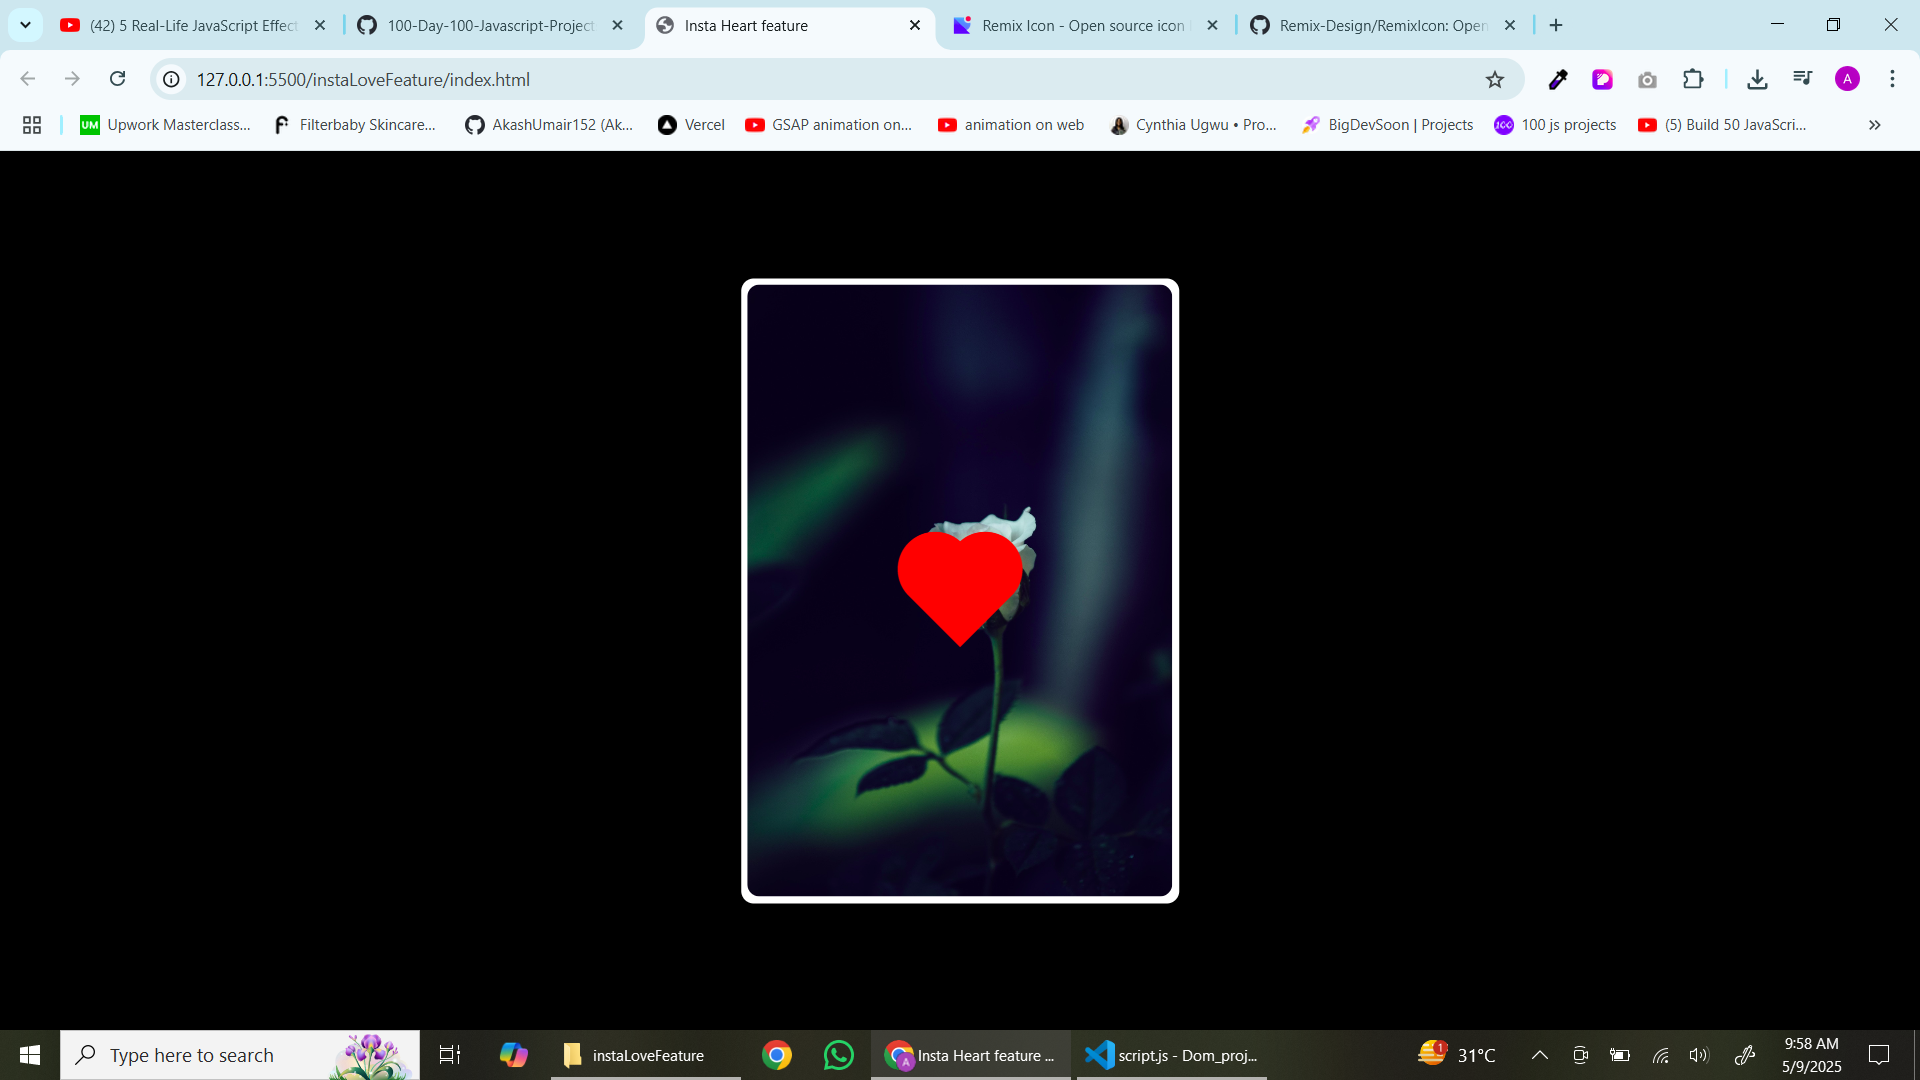 (42) 5 Real-Life JavaScript Effect
100-Day-100-Javascript-Project
Insta Heart feature
Remix Icon - Open source icon
Remix-Design/RemixIcon: Open
127.0.0.1:5500/instaLoveFeature/index.html
A
UM
Upwork Masterclass...
Filterbaby Skincare...
AkashUmair152 (Ak...
Vercel
GSAP animation on...
animation on web
Cynthia Ugwu • Pro...
BigDevSoon | Projects
100
100 js projects
(5) Build 50 JavaScri...
Type here to search
instaLoveFeature
A
Insta Heart feature ...
script.js - Dom_proj...
1
31°C
9:58 AM
5/9/2025